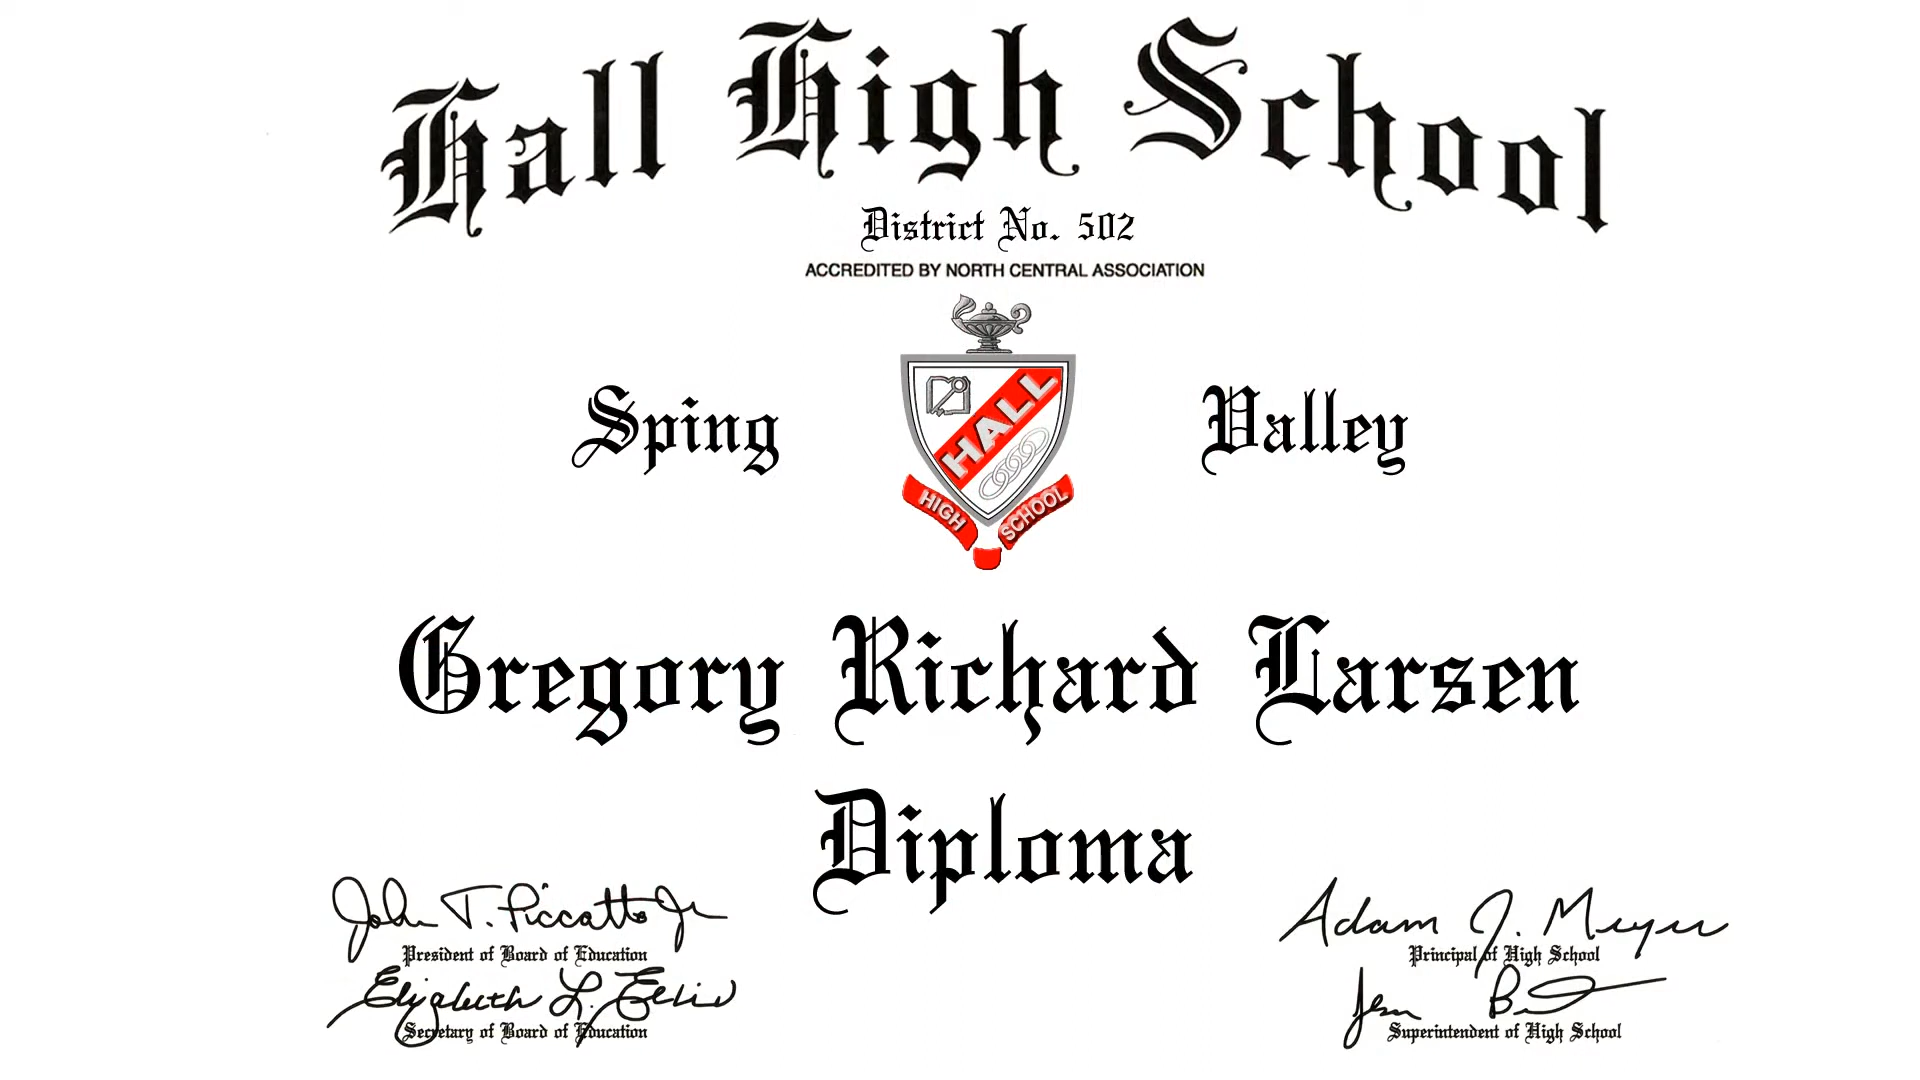 Hall High School
District No. 502
ACCREDITED BY NORTH CENTRAL ASSOCIATION
Sping Valley
HALL
HIGH SCHOOL
Gregory Richard Larsen
Diploma
John T. Piccatto Jr
President of Board of Education
Elizabeth L. Ellis
Secretary of Board of Education
Adam J. Meyer
Principal of High School
Superintendent of High School